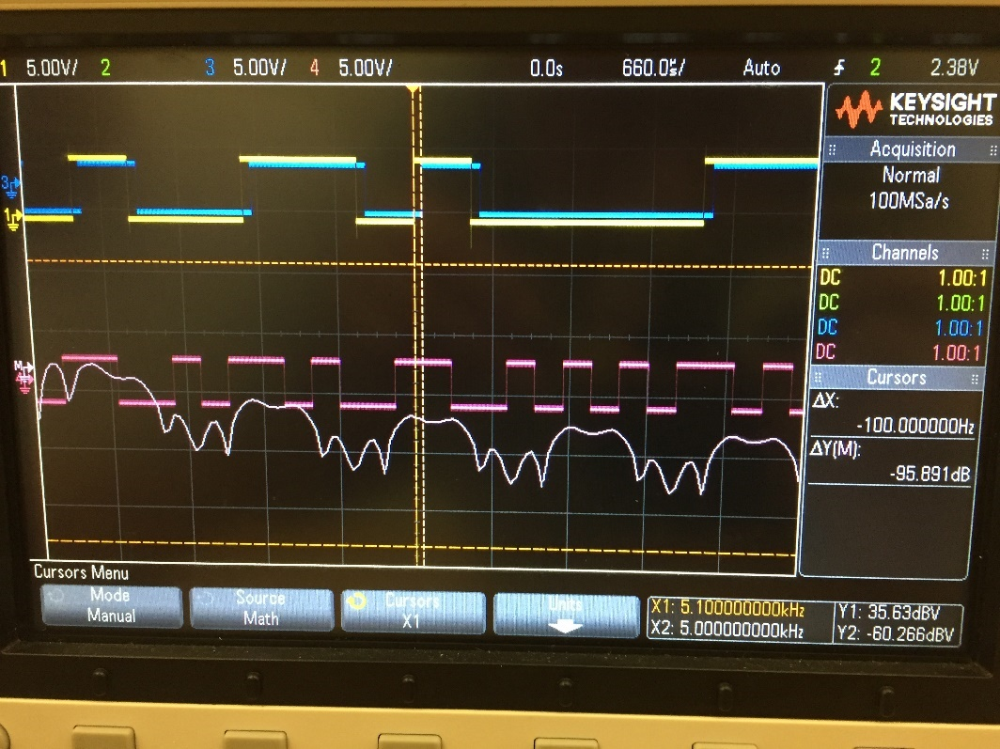 1 5.00V/ 2 3 5.00V/ 4 5.00V/ 0.0s 660.0µs/ Auto 2 2.38V
KEYSIGHT
TECHNOLOGIES
Acquisition
Normal
100MSa/s
3
1
Channels
DC 1.00:1
DC 1.00:1
DC 1.00:1
DC 1.00:1
M
Cursors
ΔX:
-100.000000Hz
ΔY(M):
-95.891dB
Cursors Menu
Mode
Manual
Source
Math
Cursors
X1
Units
X1: 5.100000000kHz
X2: 5.000000000kHz
Y1: 35.63dBV
Y2: -60.266dBV